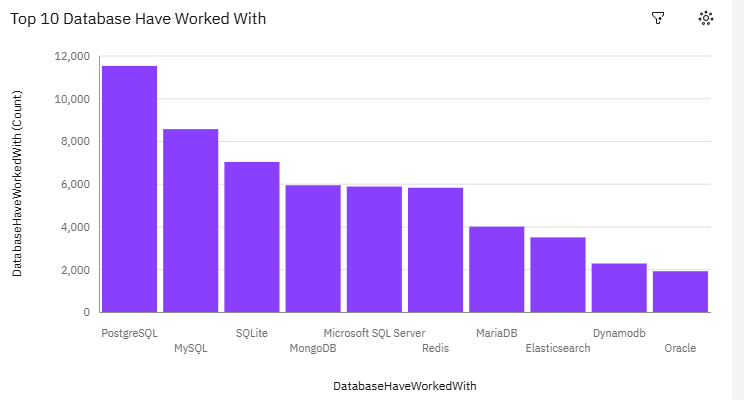 Top 10 Database Have Worked With
DatabaseHaveWorkedWith (Count)
12,000
10,000
8,000
6,000
4,000
2,000
0
PostgreSQL
MySQL
SQLite
MongoDB
Microsoft SQL Server
Redis
MariaDB
Elasticsearch
Dynamodb
Oracle
DatabaseHaveWorkedWith